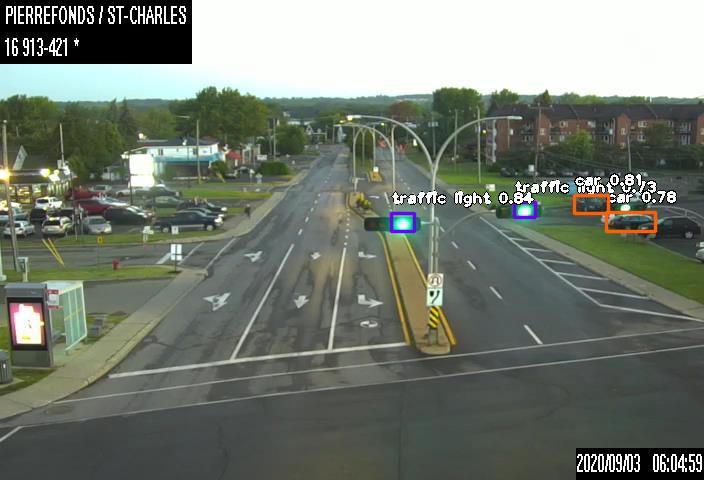 PIERREFONDS / ST-CHARLES
16 913-421 *
car 0.81
traffic light 0.73
traffic light 0.84
car 0.78
2020/09/03 06:04:59